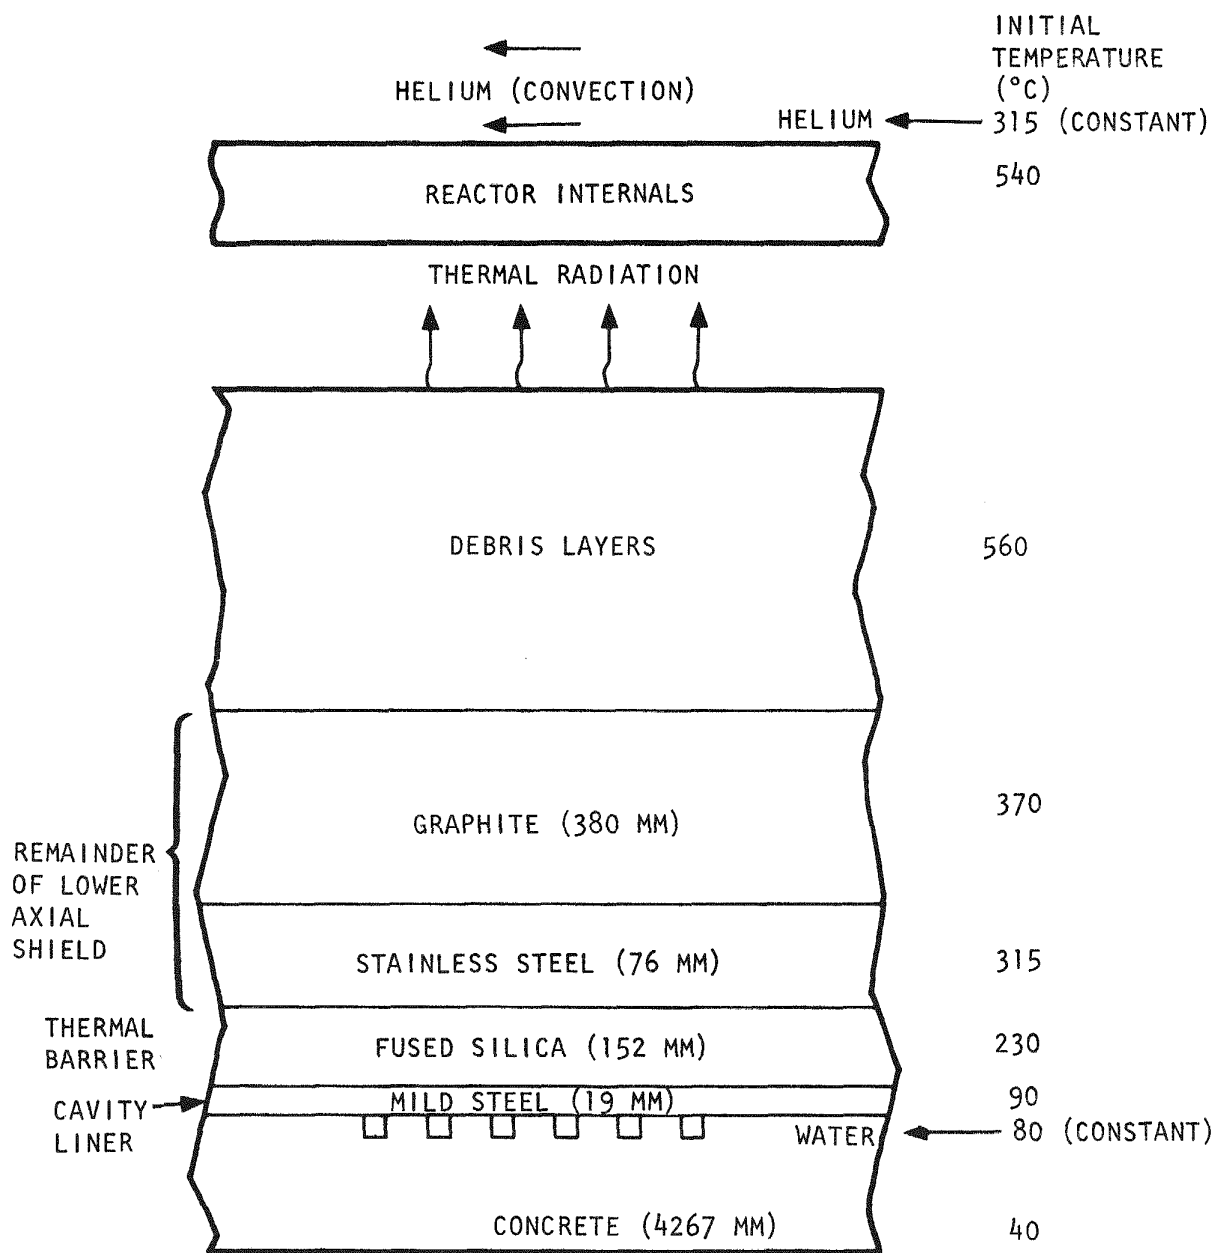 INITIAL
TEMPERATURE
(°C)
HELIUM (CONVECTION)
HELIUM
315 (CONSTANT)
REACTOR INTERNALS
540
THERMAL RADIATION
DEBRIS LAYERS
560
GRAPHITE (380 MM)
370
REMAINDER
OF LOWER
AXIAL
SHIELD
STAINLESS STEEL (76 MM)
315
THERMAL
BARRIER
FUSED SILICA (152 MM)
230
CAVITY
LINER
MILD STEEL (19 MM)
90
WATER
80 (CONSTANT)
CONCRETE (4267 MM)
40